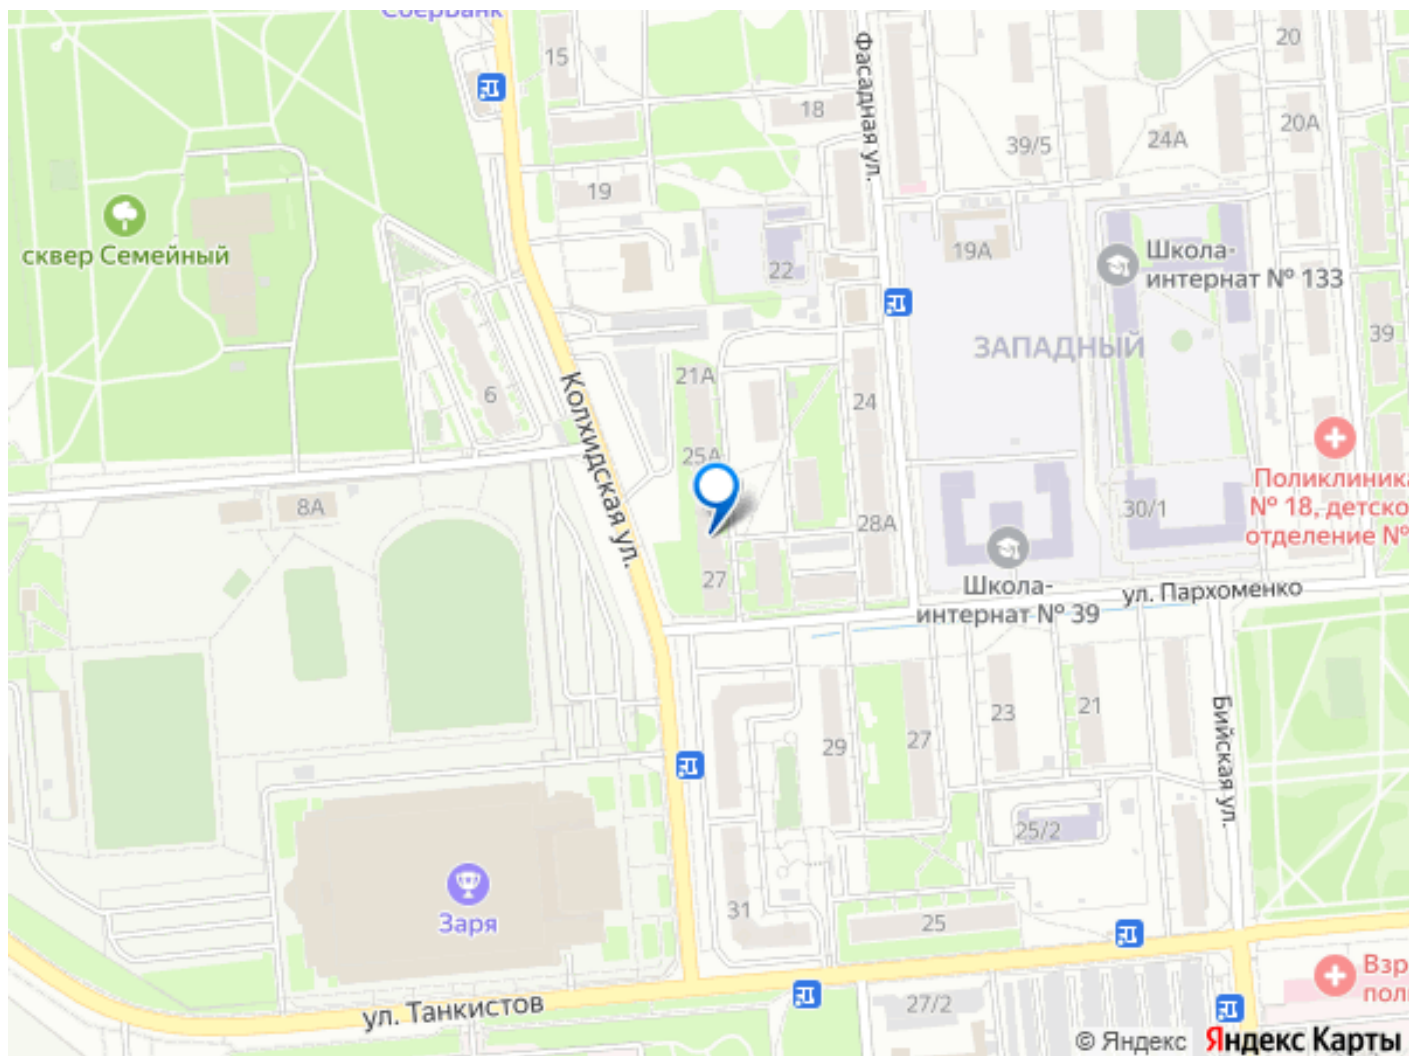 Сбербанк
15
Фасадная ул.
20
18
39/5
24А
20А
19
сквер Семейный
22
19А
Школа-
интернат № 133
ЗАПАДНЫЙ
39
21А
6
24
Колхидская ул.
25А
8А
28А
30/1
Поликлиника
№ 18, детско
отделение №
27
Школа-
интернат № 39
ул. Пархоменко
29
27
23
21
Бийская ул.
25/2
Заря
31
25
ул. Танкистов
27/2
Взр
пол
© Яндекс Яндекс Карты